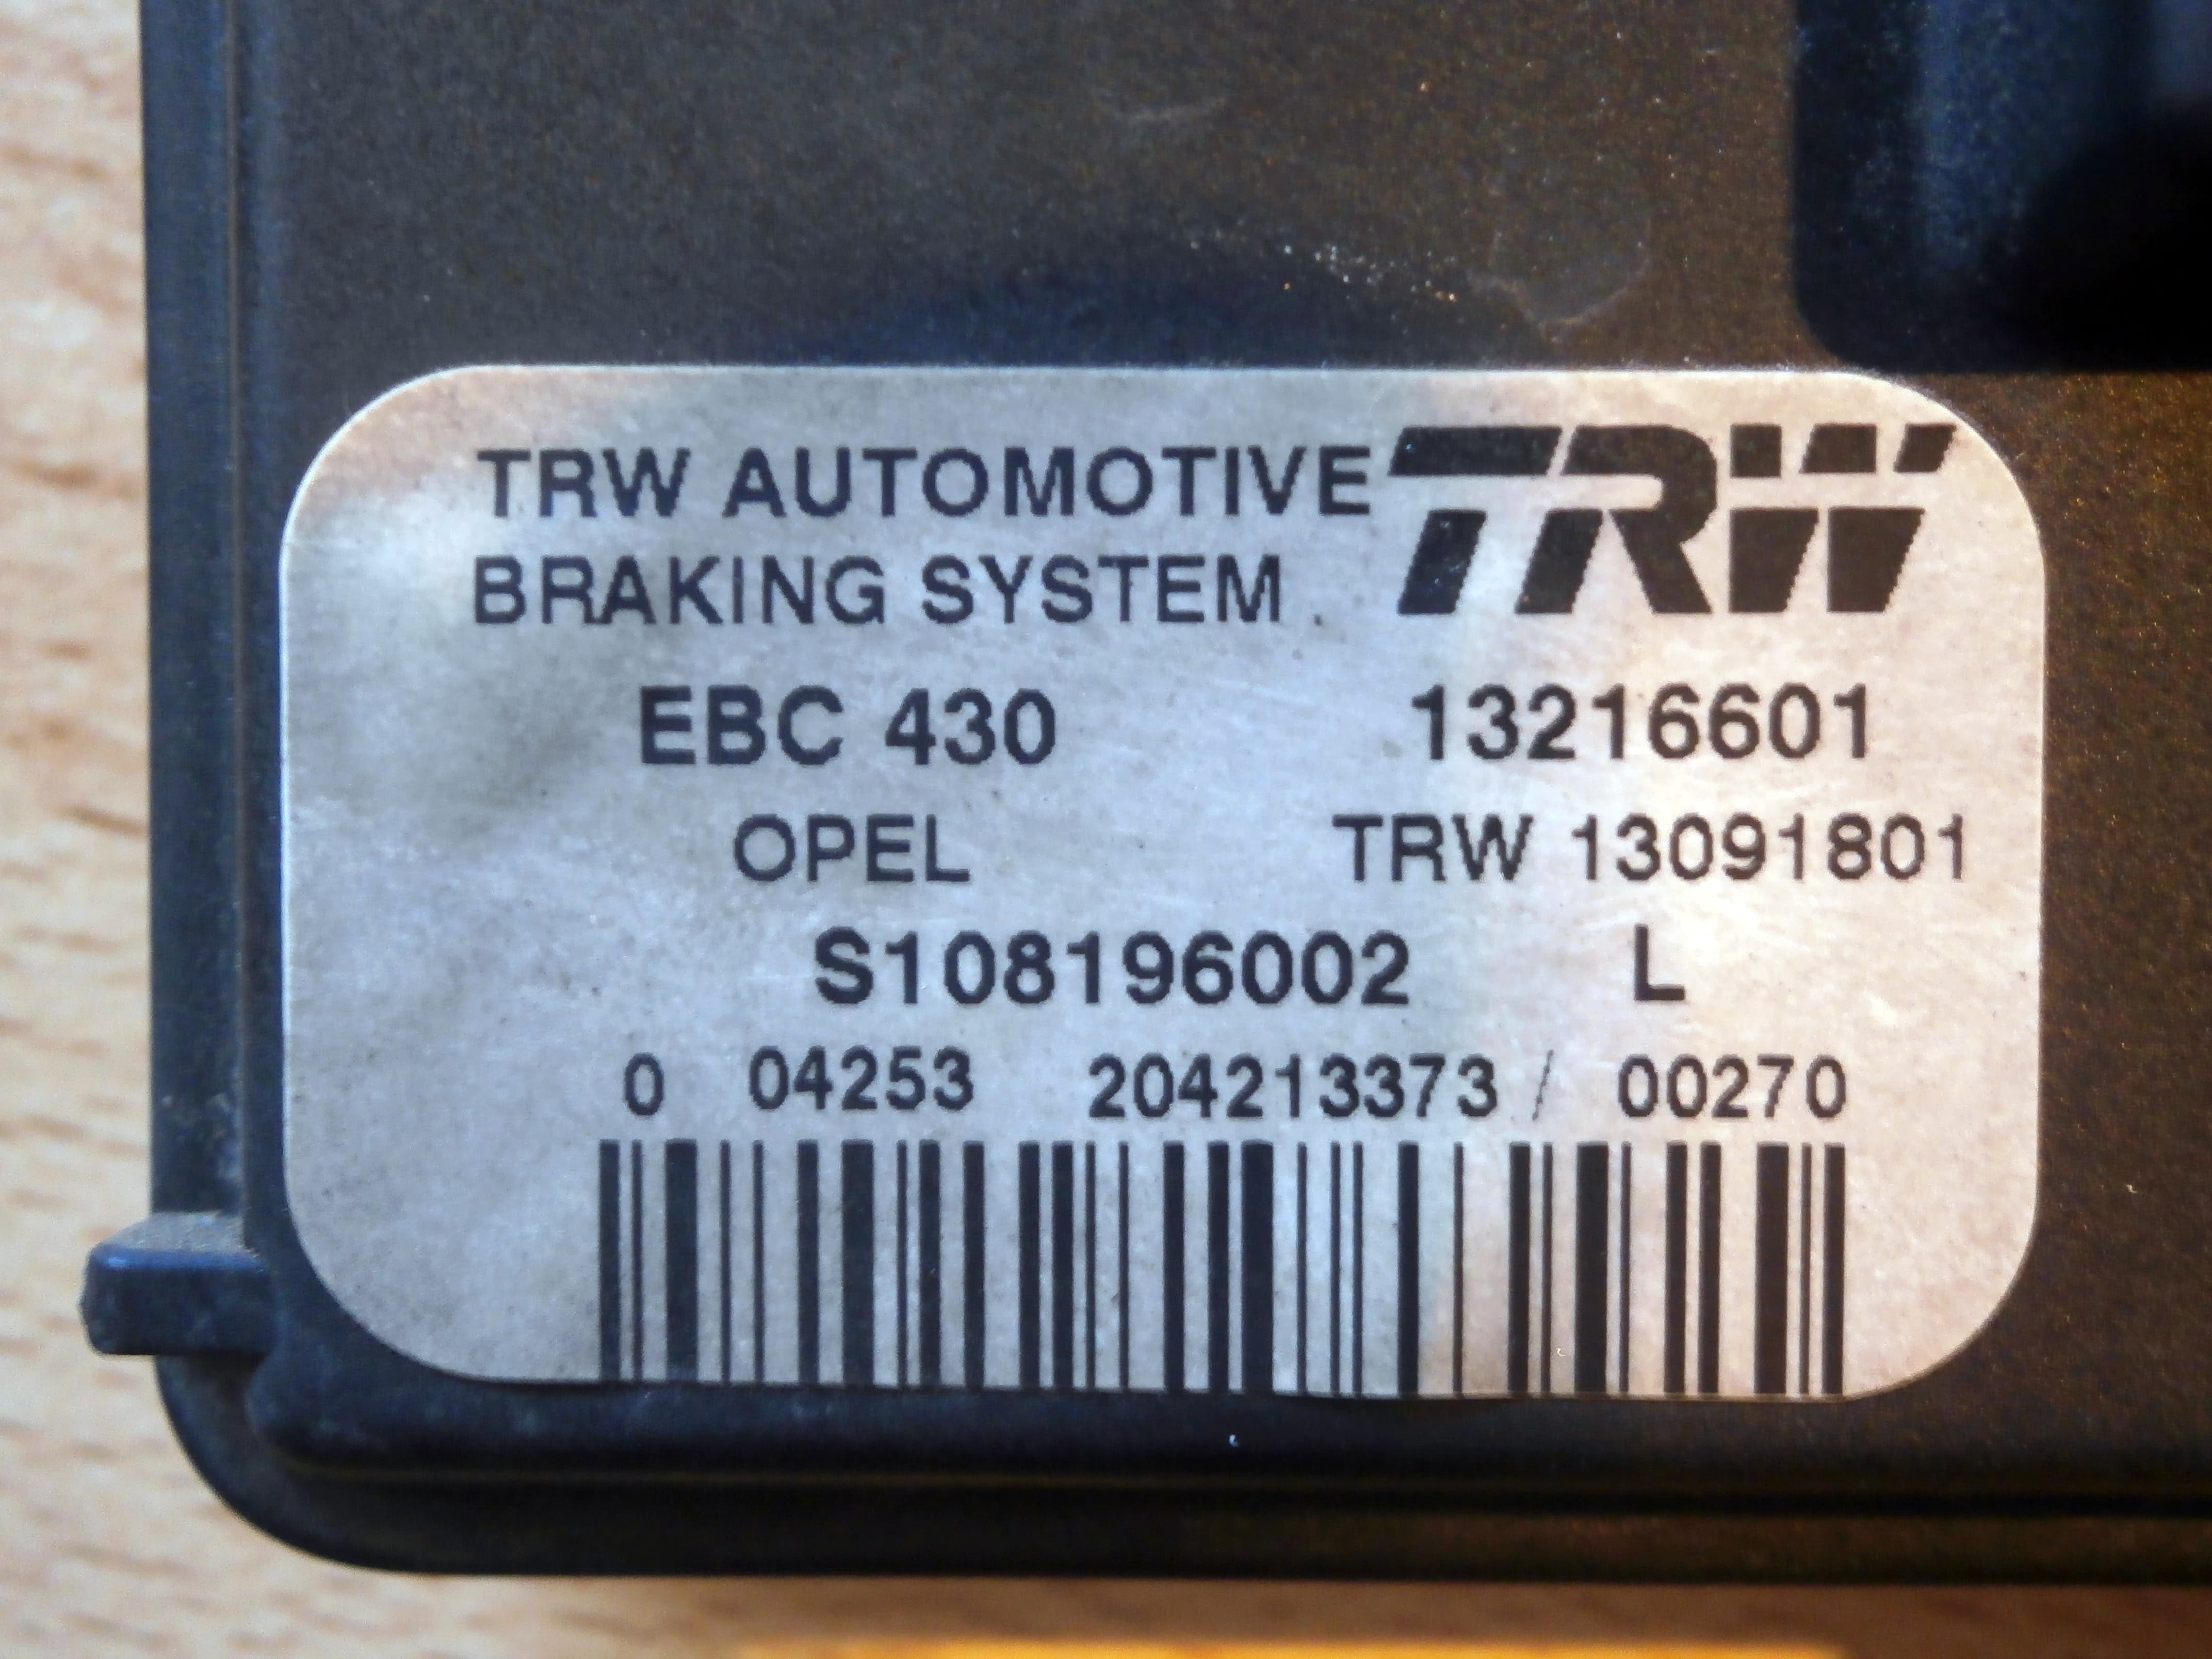 TRW AUTOMOTIVE TRW
BRAKING SYSTEM
EBC 430 13216601
OPEL TRW 13091801
S108196002 L
0 04253 204213373 / 00270